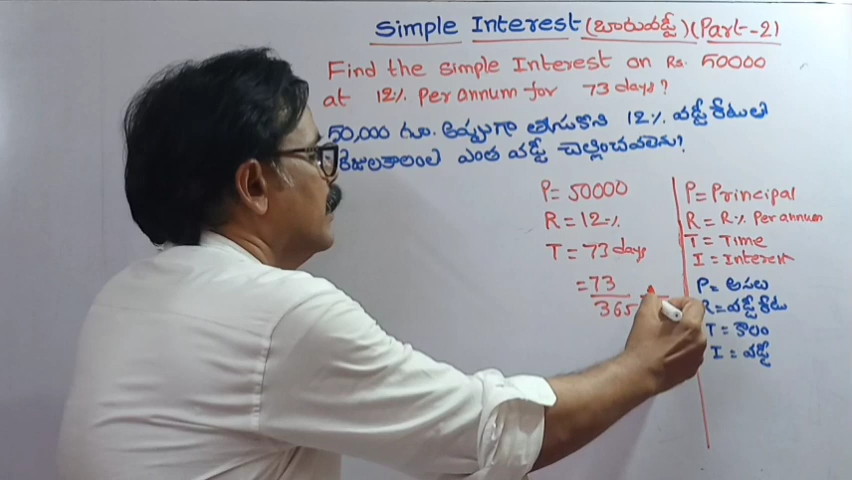 Simple Interest (బారువడ్డీ) (Part-2)
Find the simple Interest on Rs. 50000
at 12% Per annum for 73 days?
50,000 రూ. అప్పుగా తీసుకొని 12% వడ్డీ రేటులో
రోజులకాలంలో ఎంత వడ్డీ చెల్లించవలెను?
P = 50000
R = 12%
T = 73 days
= 73
365
P = Principal
R = R% Per annum
T = Time
I = Interest
P = అసలు
R = వడ్డీ రేటు
T = కాలం
I = వడ్డీ